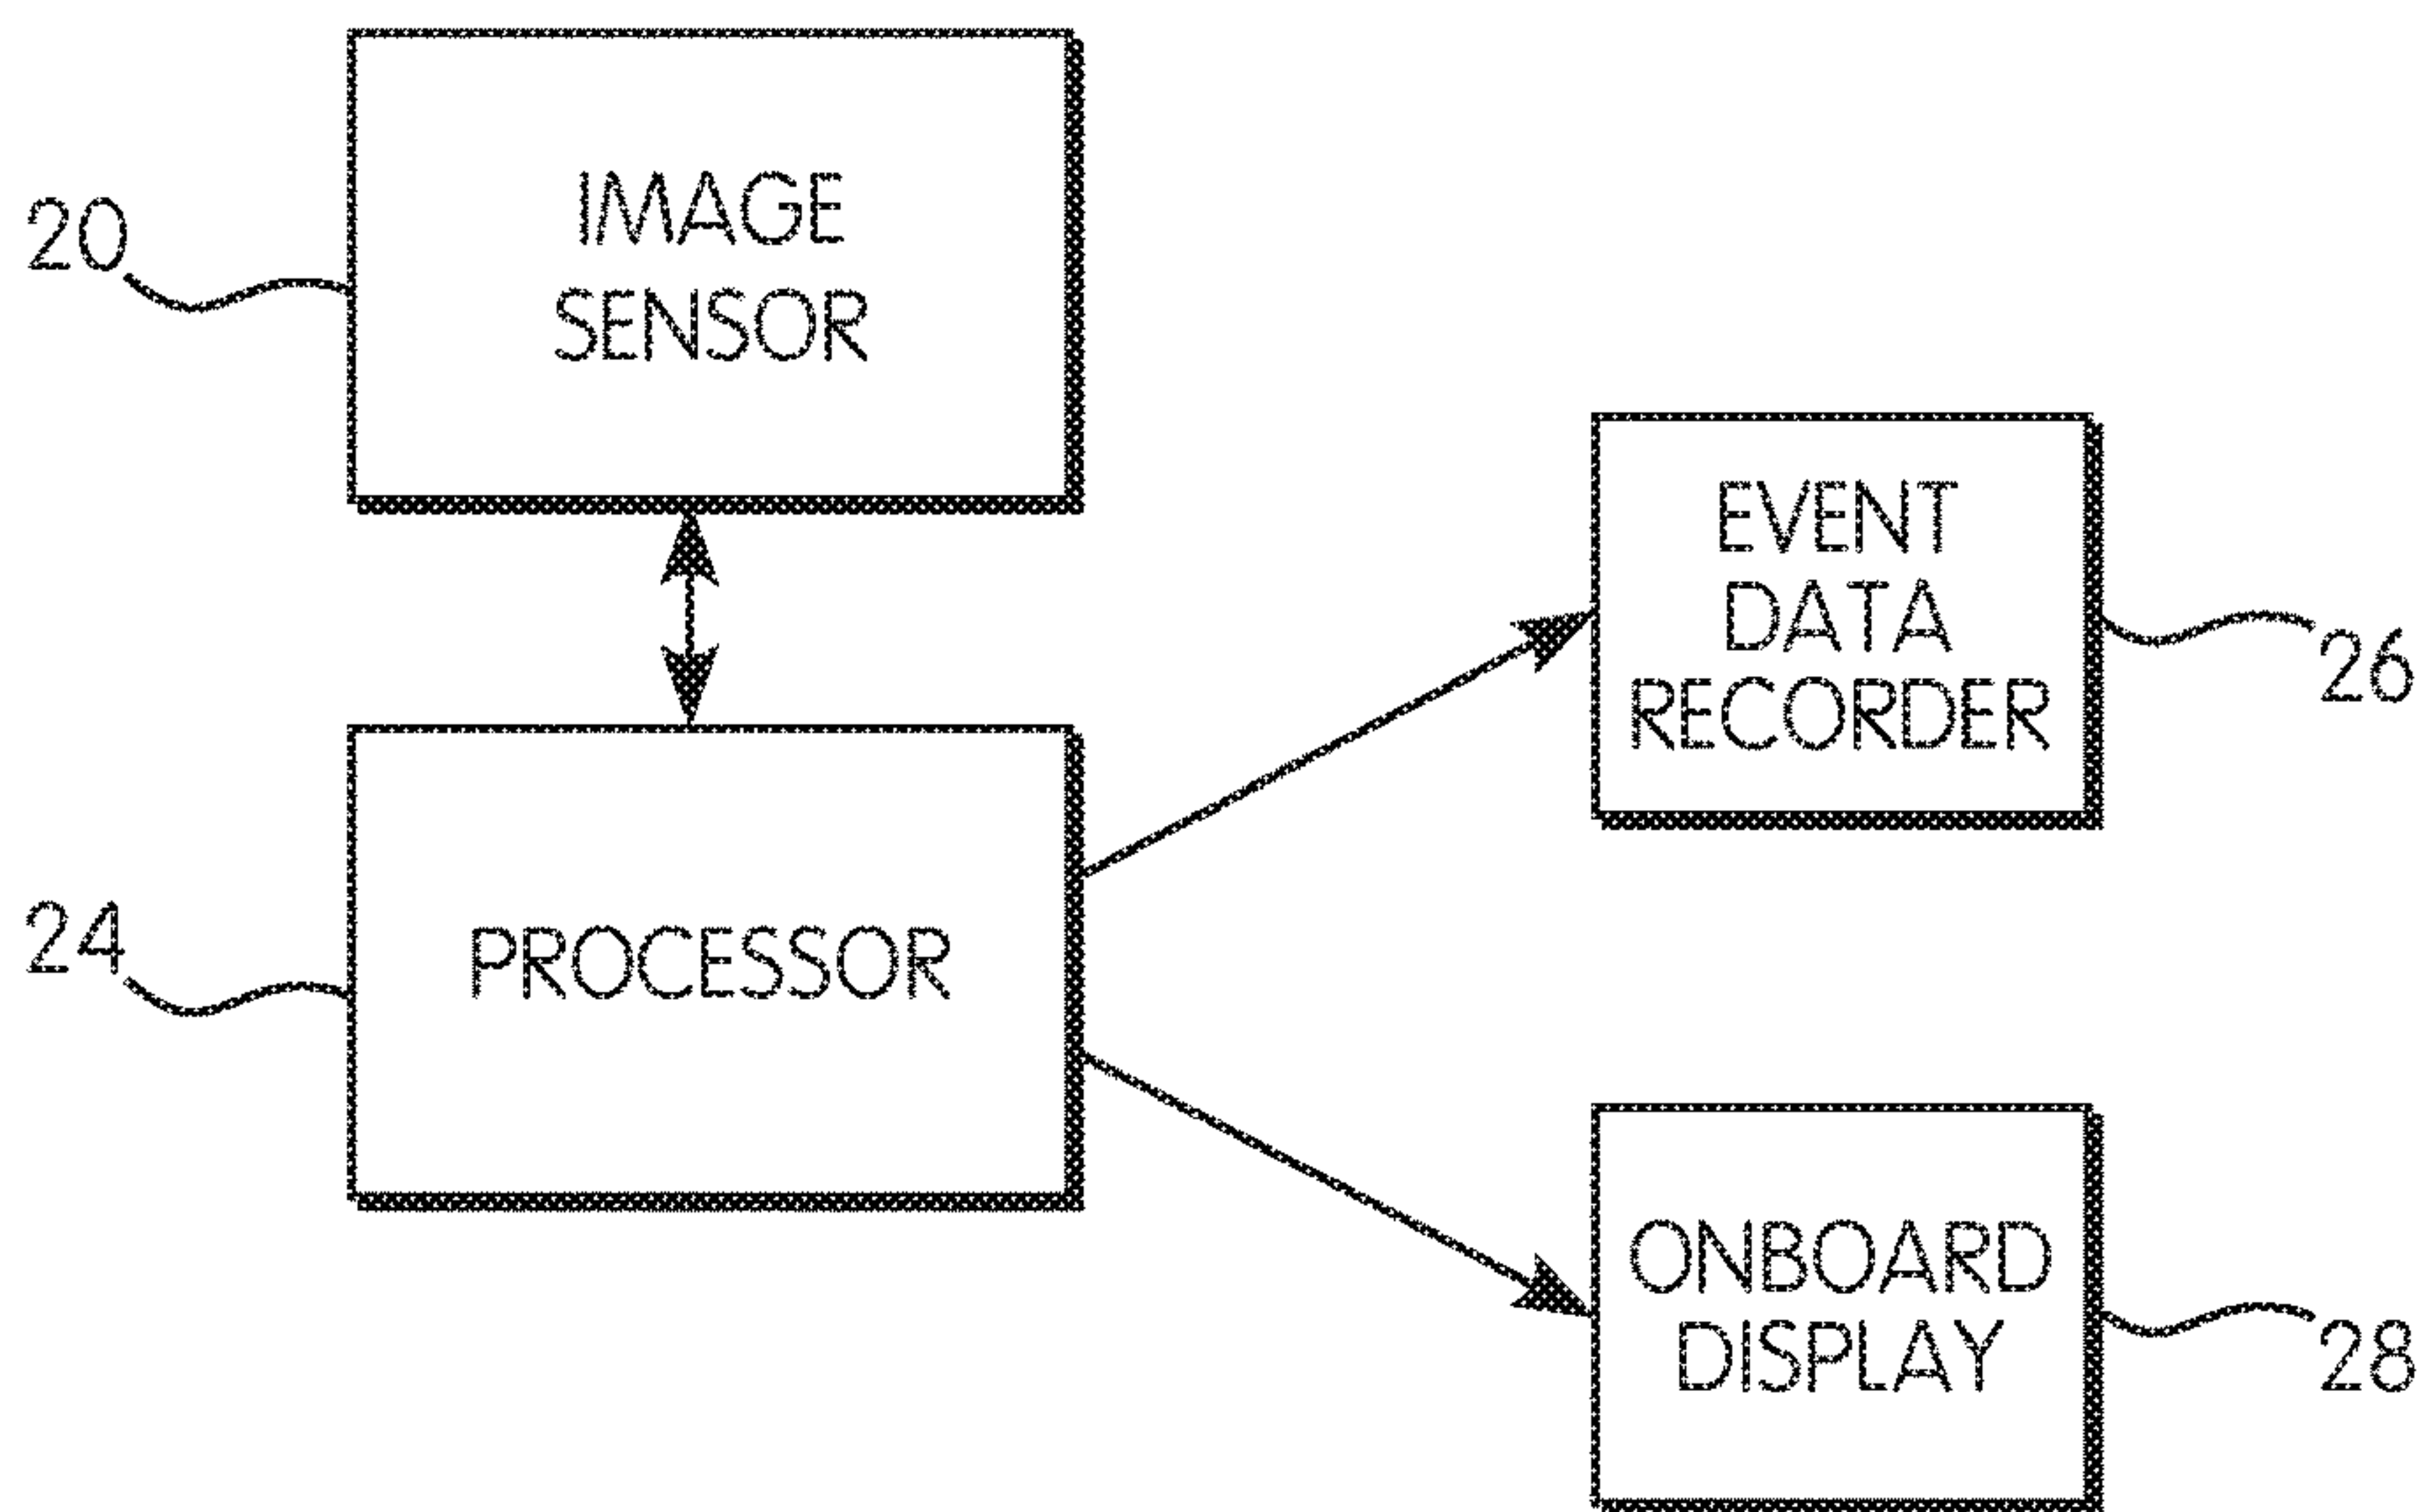 20
IMAGE
SENSOR
EVENT
DATA
RECORDER
26
24
PROCESSOR
ONBOARD
DISPLAY
28